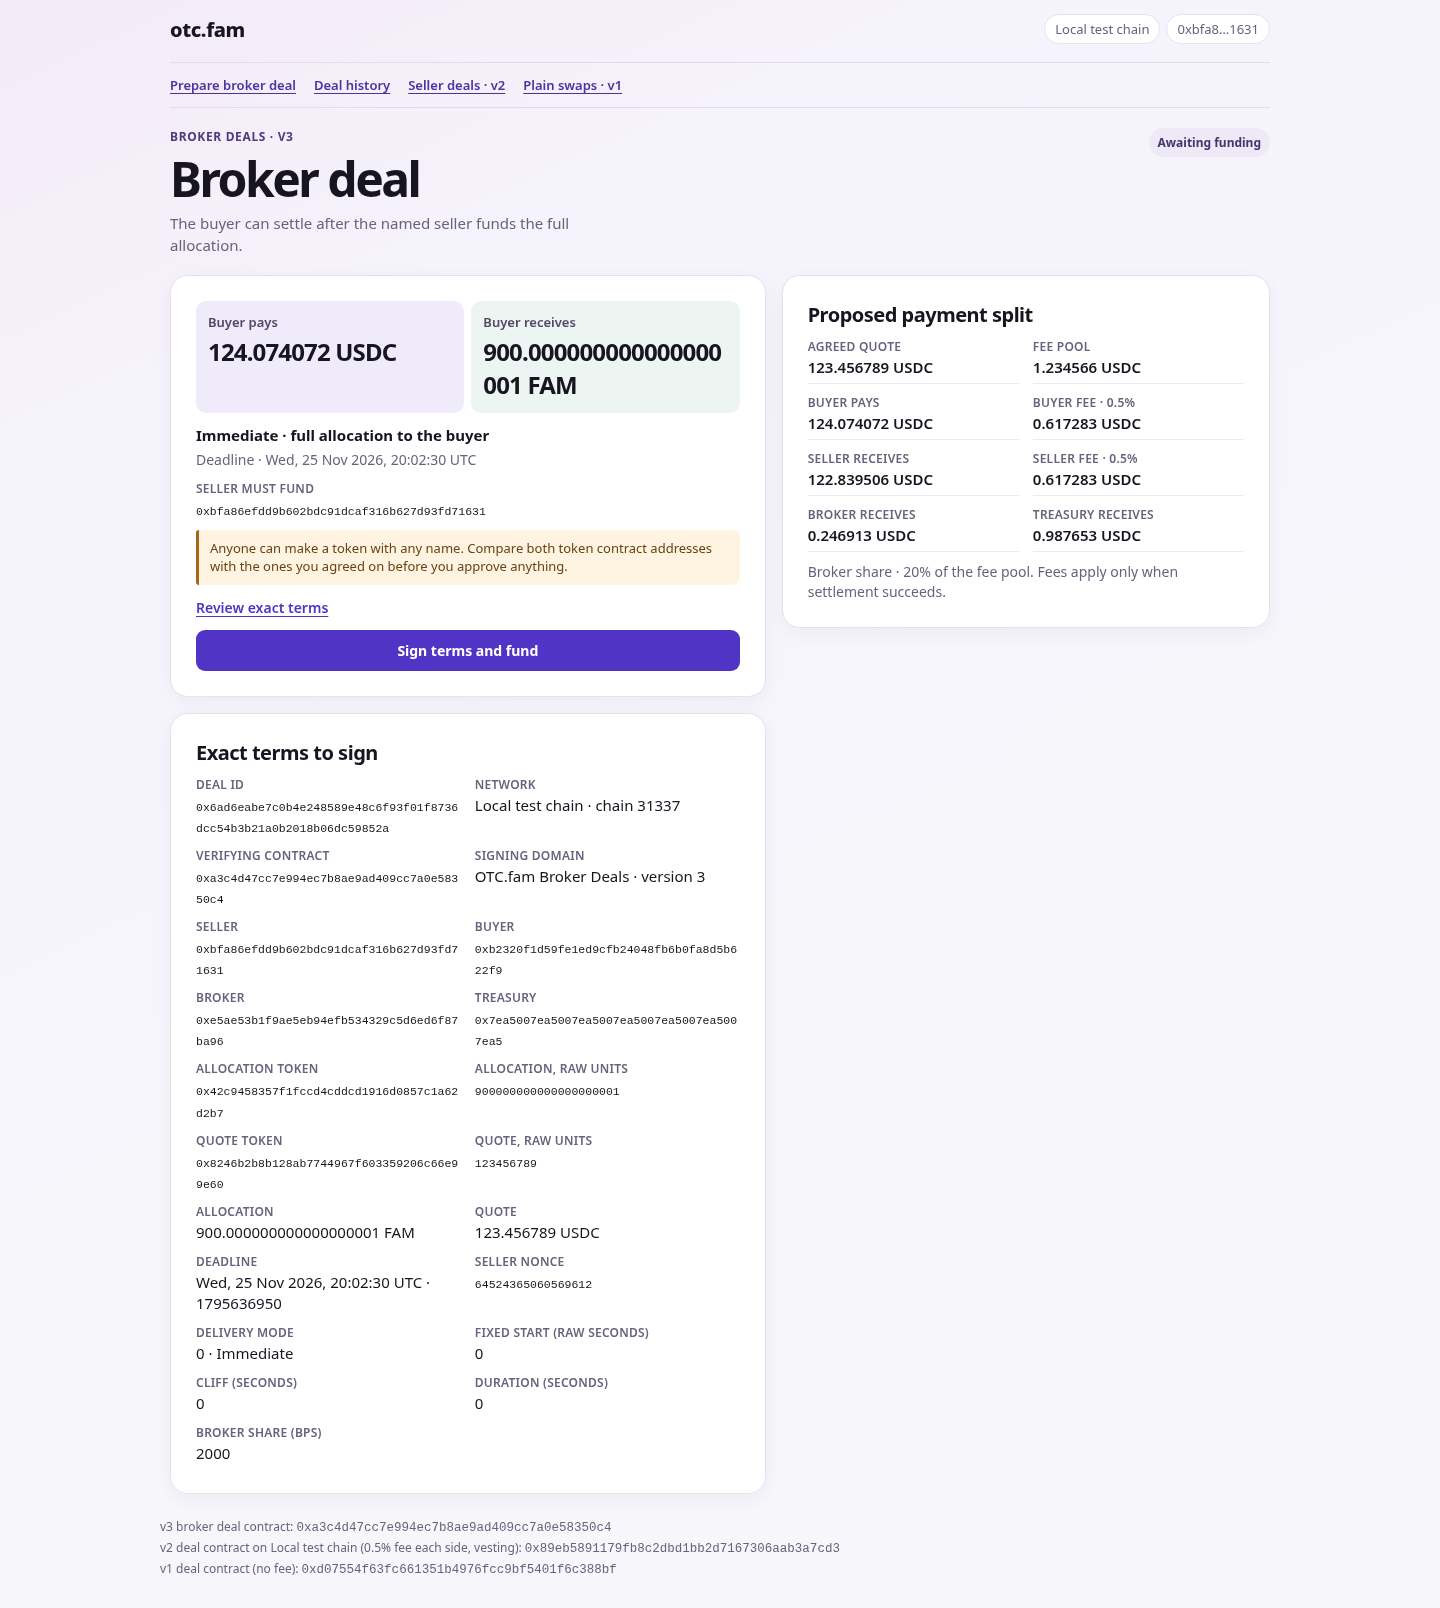 otc.fam
Local test chain
0xbfa8…1631
Prepare broker deal
Deal history
Seller deals · v2
Plain swaps · v1
BROKER DEALS · V3
Awaiting funding
Broker deal
The buyer can settle after the named seller funds the full
allocation.
Buyer pays
124.074072 USDC
Buyer receives
900.000000000000000
001 FAM
Immediate · full allocation to the buyer
Deadline · Wed, 25 Nov 2026, 20:02:30 UTC
SELLER MUST FUND
0xbfa86efdd9b602bdc91dcaf316b627d93fd71631
Anyone can make a token with any name. Compare both token contract addresses
with the ones you agreed on before you approve anything.
Review exact terms
Sign terms and fund
Proposed payment split
AGREED QUOTE
123.456789 USDC
FEE POOL
1.234566 USDC
BUYER PAYS
124.074072 USDC
BUYER FEE · 0.5%
0.617283 USDC
SELLER RECEIVES
122.839506 USDC
SELLER FEE · 0.5%
0.617283 USDC
BROKER RECEIVES
0.246913 USDC
TREASURY RECEIVES
0.987653 USDC
Broker share · 20% of the fee pool. Fees apply only when
settlement succeeds.
Exact terms to sign
DEAL ID
0x6ad6eabe7c0b4e248589e48c6f93f01f8736
dcc54b3b21a0b2018b06dc59852a
NETWORK
Local test chain · chain 31337
VERIFYING CONTRACT
0xa3c4d47cc7e994ec7b8ae9ad409cc7a0e583
50c4
SIGNING DOMAIN
OTC.fam Broker Deals · version 3
SELLER
0xbfa86efdd9b602bdc91dcaf316b627d93fd7
1631
BUYER
0xb2320f1d59fe1ed9cfb24048fb6b0fa8d5b6
22f9
BROKER
0xe5ae53b1f9ae5eb94efb534329c5d6ed6f87
ba96
TREASURY
0x7ea5007ea5007ea5007ea5007ea5007ea500
7ea5
ALLOCATION TOKEN
0x42c9458357f1fccd4cddcd1916d0857c1a62
d2b7
ALLOCATION, RAW UNITS
900000000000000000001
QUOTE TOKEN
0x8246b2b8b128ab7744967f603359206c66e9
9e60
QUOTE, RAW UNITS
123456789
ALLOCATION
900.000000000000000001 FAM
QUOTE
123.456789 USDC
DEADLINE
Wed, 25 Nov 2026, 20:02:30 UTC ·
1795636950
SELLER NONCE
64524365060569612
DELIVERY MODE
0 · Immediate
FIXED START (RAW SECONDS)
0
CLIFF (SECONDS)
0
DURATION (SECONDS)
0
BROKER SHARE (BPS)
2000
v3 broker deal contract: 0xa3c4d47cc7e994ec7b8ae9ad409cc7a0e58350c4
v2 deal contract on Local test chain (0.5% fee each side, vesting): 0x89eb5891179fb8c2dbd1bb2d7167306aab3a7cd3
v1 deal contract (no fee): 0xd07554f63fc661351b4976fcc9bf5401f6c388bf